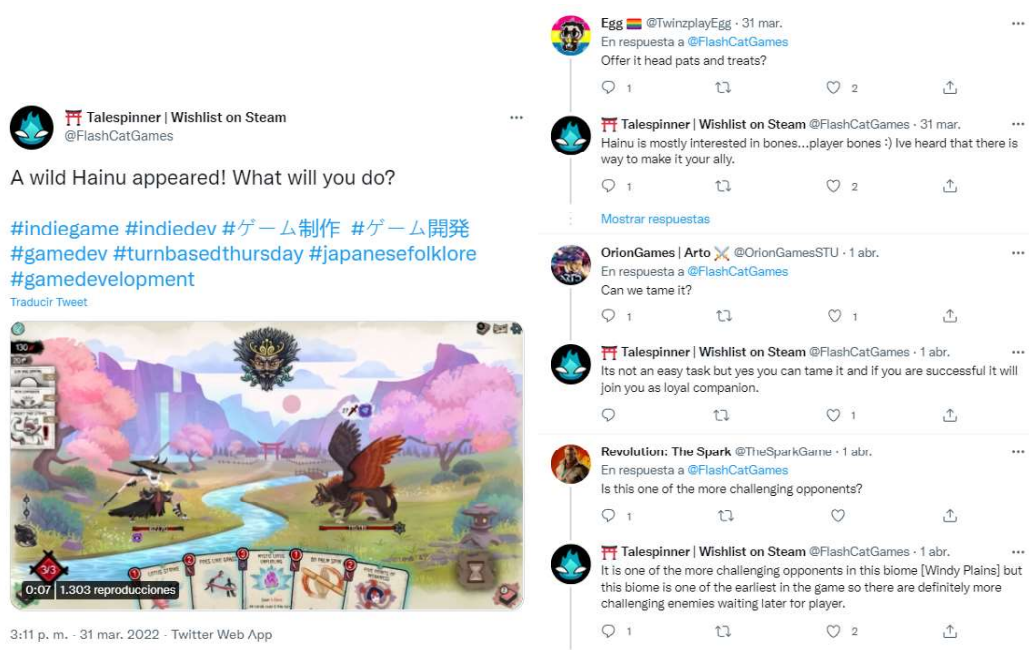 ⛩️ Talespinner | Wishlist on Steam
@FlashCatGames
A wild Hainu appeared! What will you do?
#indiegame #indiedev #ゲーム制作 #ゲーム開発
#gamedev #turnbasedthursday #japanesefolklore
#gamedevelopment
Traducir Tweet
130
3/3
0:07 1.303 reproducciones
3:11 p. m. · 31 mar. 2022 · Twitter Web App
Egg 🏳️‍🌈 @TwinzplayEgg · 31 mar.
En respuesta a @FlashCatGames
Offer it head pats and treats?
1 2
⛩️ Talespinner | Wishlist on Steam @FlashCatGames · 31 mar.
Hainu is mostly interested in bones...player bones :) Ive heard that there is
way to make it your ally.
1 2
Mostrar respuestas
OrionGames | Arto ⚔️ @OrionGamesSTU · 1 abr.
En respuesta a @FlashCatGames
Can we tame it?
1 1
⛩️ Talespinner | Wishlist on Steam @FlashCatGames · 1 abr.
Its not an easy task but yes you can tame it and if you are successful it will
join you as loyal companion.
1
Revolution: The Spark @TheSparkGame · 1 abr.
En respuesta a @FlashCatGames
Is this one of the more challenging opponents?
1
⛩️ Talespinner | Wishlist on Steam @FlashCatGames · 1 abr.
It is one of the more challenging opponents in this biome [Windy Plains] but
this biome is one of the earliest in the game so there are definitely more
challenging enemies waiting later for player.
1 2